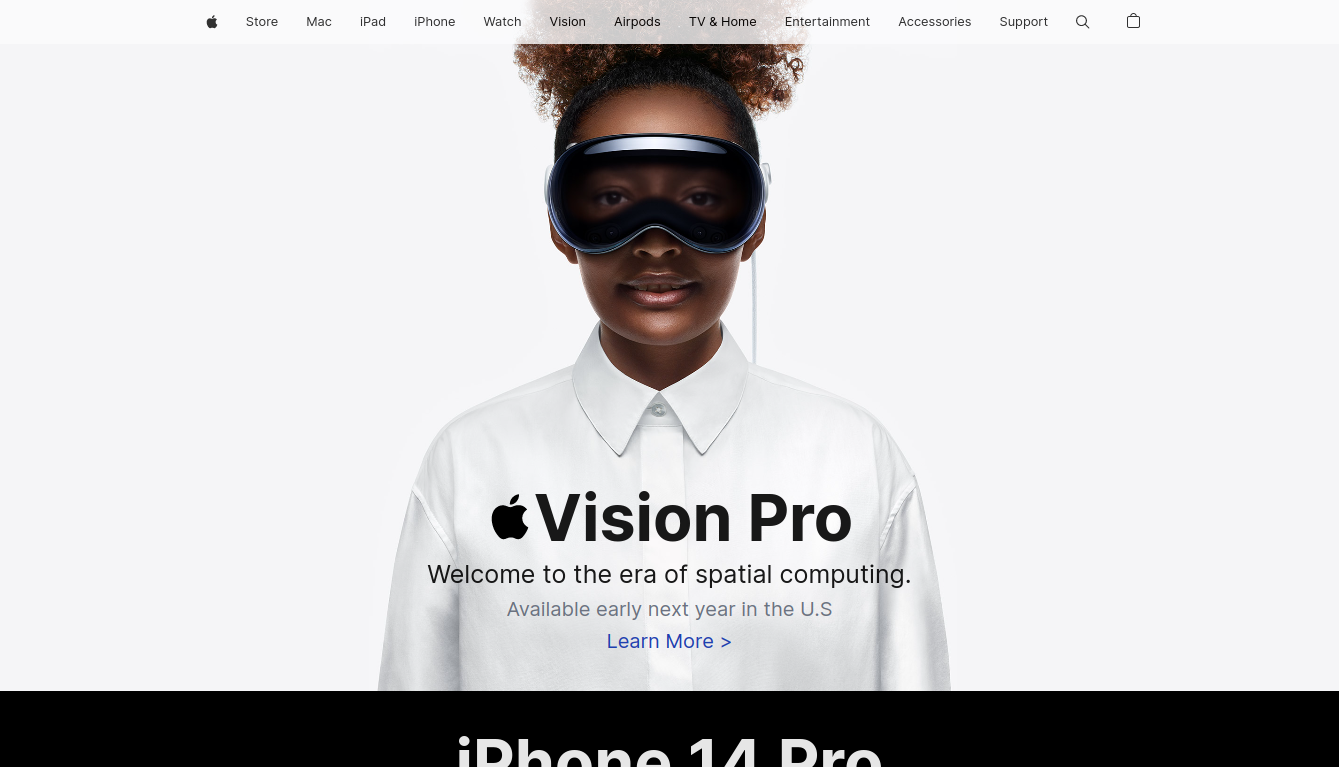 Store Mac iPad iPhone Watch Vision Airpods TV & Home Entertainment Accessories Support
Vision Pro
Welcome to the era of spatial computing.
Available early next year in the U.S
Learn More >
iPhone 14 Pro